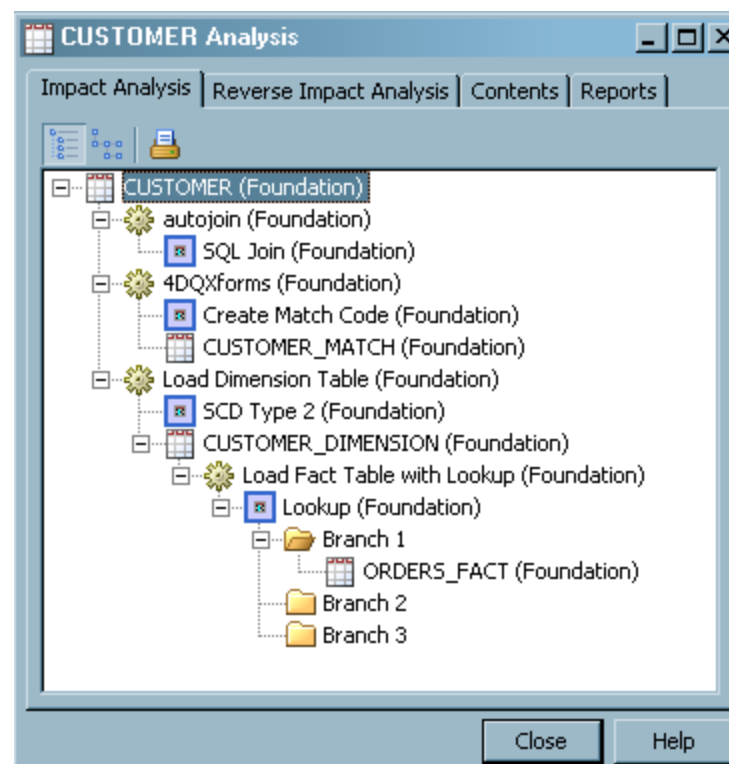 CUSTOMER Analysis
Impact Analysis Reverse Impact Analysis Contents Reports
CUSTOMER (Foundation)
autojoin (Foundation)
SQL Join (Foundation)
4DQXforms (Foundation)
Create Match Code (Foundation)
CUSTOMER_MATCH (Foundation)
Load Dimension Table (Foundation)
SCD Type 2 (Foundation)
CUSTOMER_DIMENSION (Foundation)
Load Fact Table with Lookup (Foundation)
Lookup (Foundation)
Branch 1
ORDERS_FACT (Foundation)
Branch 2
Branch 3
Close Help